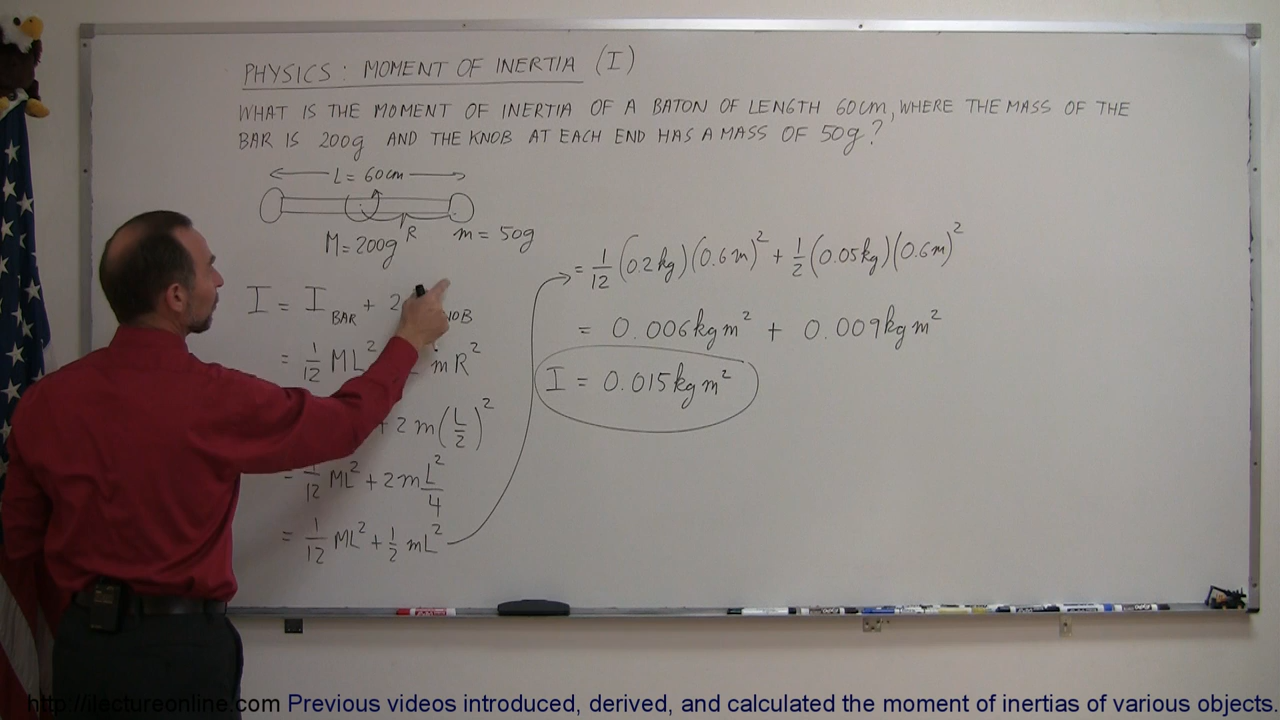 PHYSICS: MOMENT OF INERTIA (I)
WHAT IS THE MOMENT OF INERTIA OF A BATON OF LENGTH 60cm, WHERE THE MASS OF THE
BAR IS 200g AND THE KNOB AT EACH END HAS A MASS OF 50g?
L = 60cm
R
M = 200g
m = 50g
I = I BAR + 2
= 1/12 ML² mR²
+ 2m(L/2)²
= 1/12 ML² + 2m L²/4
= 1/12 ML² + 1/2 mL²
= 1/12 (0.2kg)(0.6m)² + 1/2 (0.05kg)(0.6m)²
= 0.006kgm² + 0.009kgm²
I = 0.015kgm²
http://ilectureonline.com Previous videos introduced, derived, and calculated the moment of inertias of various objects.